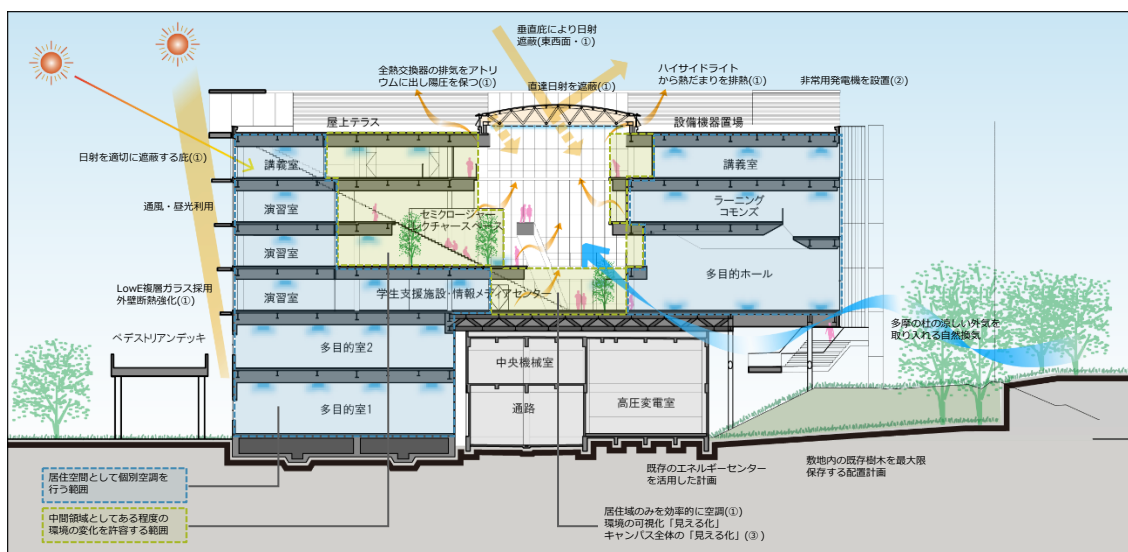 垂直庇により日射
遮蔽(東西面・①)
全熱交換器の排気をアトリ
ウムに出し陽圧を保つ(①)
直達日射を遮蔽(①)
ハイサイドライト
から熱だまりを排熱(①)
非常用発電機を設置(②)
屋上テラス
設備機器置場
日射を適切に遮蔽する庇(①)
講義室
講義室
通風・昼光利用
演習室
セミクロージャー
レクチャースペース
ラーニング
コモンズ
演習室
多目的ホール
LowE複層ガラス採用
外壁断熱強化(①)
演習室
学生支援施設・情報メディアセンター
多摩の杜の涼しい外気を
取り入れる自然換気
ペデストリアンデッキ
多目的室2
中央機械室
多目的室1
通路
高圧変電室
居住空間として個別空調を
行う範囲
既存のエネルギーセンター
を活用した計画
敷地内の既存樹木を最大限
保存する配置計画
中間領域としてある程度の
環境の変化を許容する範囲
居住域のみを効率的に空調(①)
環境の可視化「見える化」
キャンパス全体の「見える化」(③)